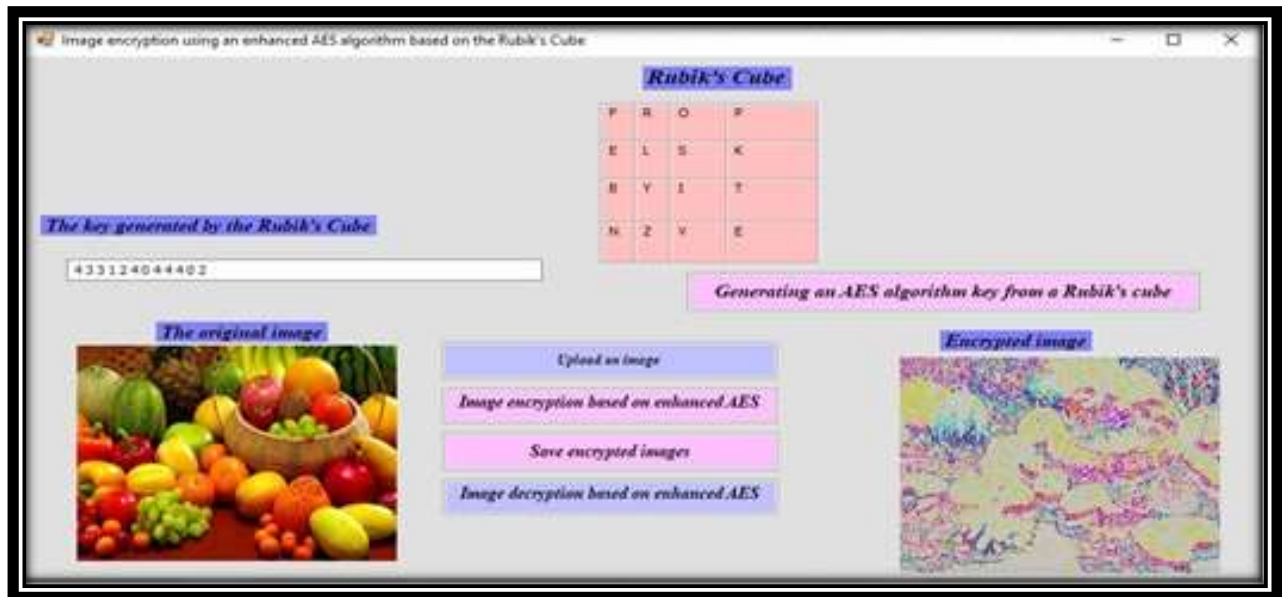 Image encryption using an enhanced AES algorithm based on the Rubik's Cube
Rubik's Cube
P R O P
E L S K
B Y I T
N Z V E
The key generated by the Rubik's Cube
433124044402
Generating an AES algorithm key from a Rubik's cube
The original image
Upload an image
Image encryption based on enhanced AES
Save encrypted images
Image decryption based on enhanced AES
Encrypted image